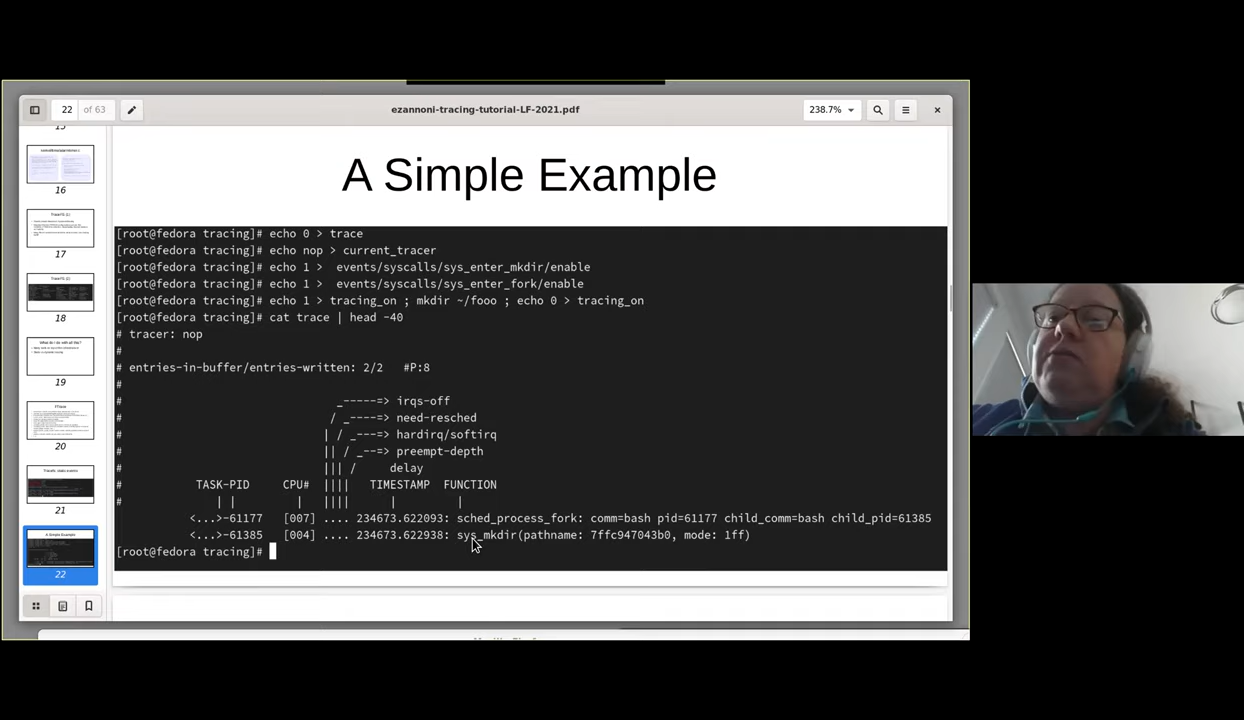 22 of 63
ezannoni-tracing-tutorial-LF-2021.pdf
238.7%
15
16
17
18
19
20
21
22
A Simple Example
[root@fedora tracing]# echo 0 > trace
[root@fedora tracing]# echo nop > current_tracer
[root@fedora tracing]# echo 1 >  events/syscalls/sys_enter_mkdir/enable
[root@fedora tracing]# echo 1 >  events/syscalls/sys_enter_fork/enable
[root@fedora tracing]# echo 1 > tracing_on ; mkdir ~/fooo ; echo 0 > tracing_on
[root@fedora tracing]# cat trace | head -40
# tracer: nop
#
# entries-in-buffer/entries-written: 2/2   #P:8
#
#                              _-----=> irqs-off
#                             / _----=> need-resched
#                            | / _---=> hardirq/softirq
#                            || / _--=> preempt-depth
#                            ||| /     delay
#           TASK-PID   CPU#  ||||   TIMESTAMP  FUNCTION
#              | |       |   ||||      |         |
           <...>-61177   [007] .... 234673.622093: sched_process_fork: comm=bash pid=61177 child_comm=bash child_pid=61385
           <...>-61385   [004] .... 234673.622938: sys_mkdir(pathname: 7ffc947043b0, mode: 1ff)
[root@fedora tracing]#